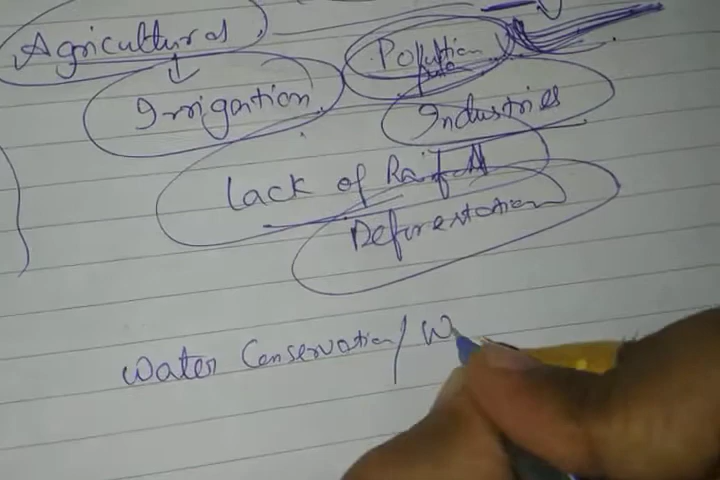 Agricultural
Pollution
Irrigation
Industries
Lack of Rainfall
Deforestation
Water Conservation/ W